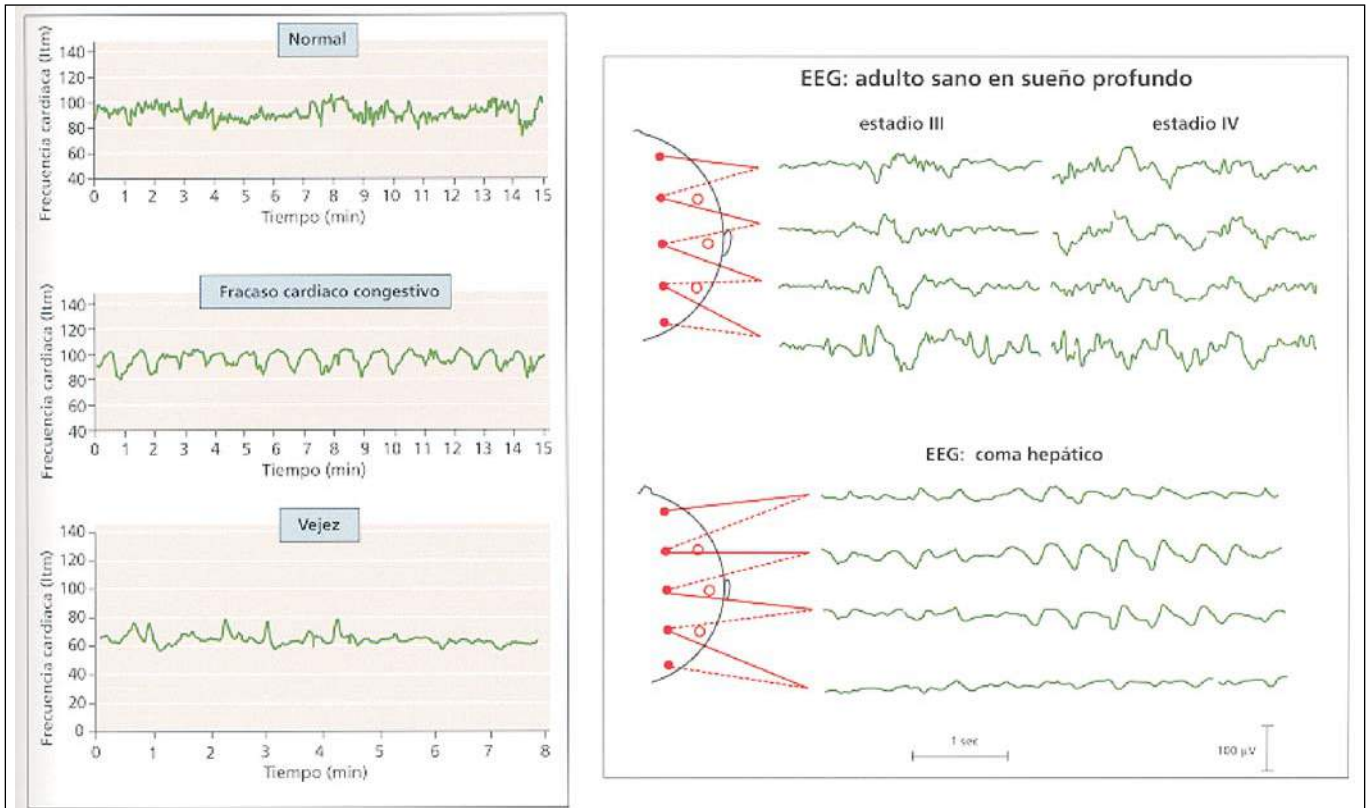 Normal
Frecuencia cardiaca (ltm)
140
120
100
80
60
40
0 1 2 3 4 5 6 7 8 9 10 11 12 13 14 15
Tiempo (min)
Fracaso cardiaco congestivo
Frecuencia cardiaca (ltm)
140
120
100
80
60
40
0 1 2 3 4 5 6 7 8 9 10 11 12 13 14 15
Tiempo (min)
Vejez
Frecuencia cardiaca (ltm)
140
120
100
80
60
40
20
0
0 1 2 3 4 5 6 7 8
Tiempo (min)
EEG: adulto sano en sueño profundo
estadio III estadio IV
EEG: coma hepático
1 sec
100 µV